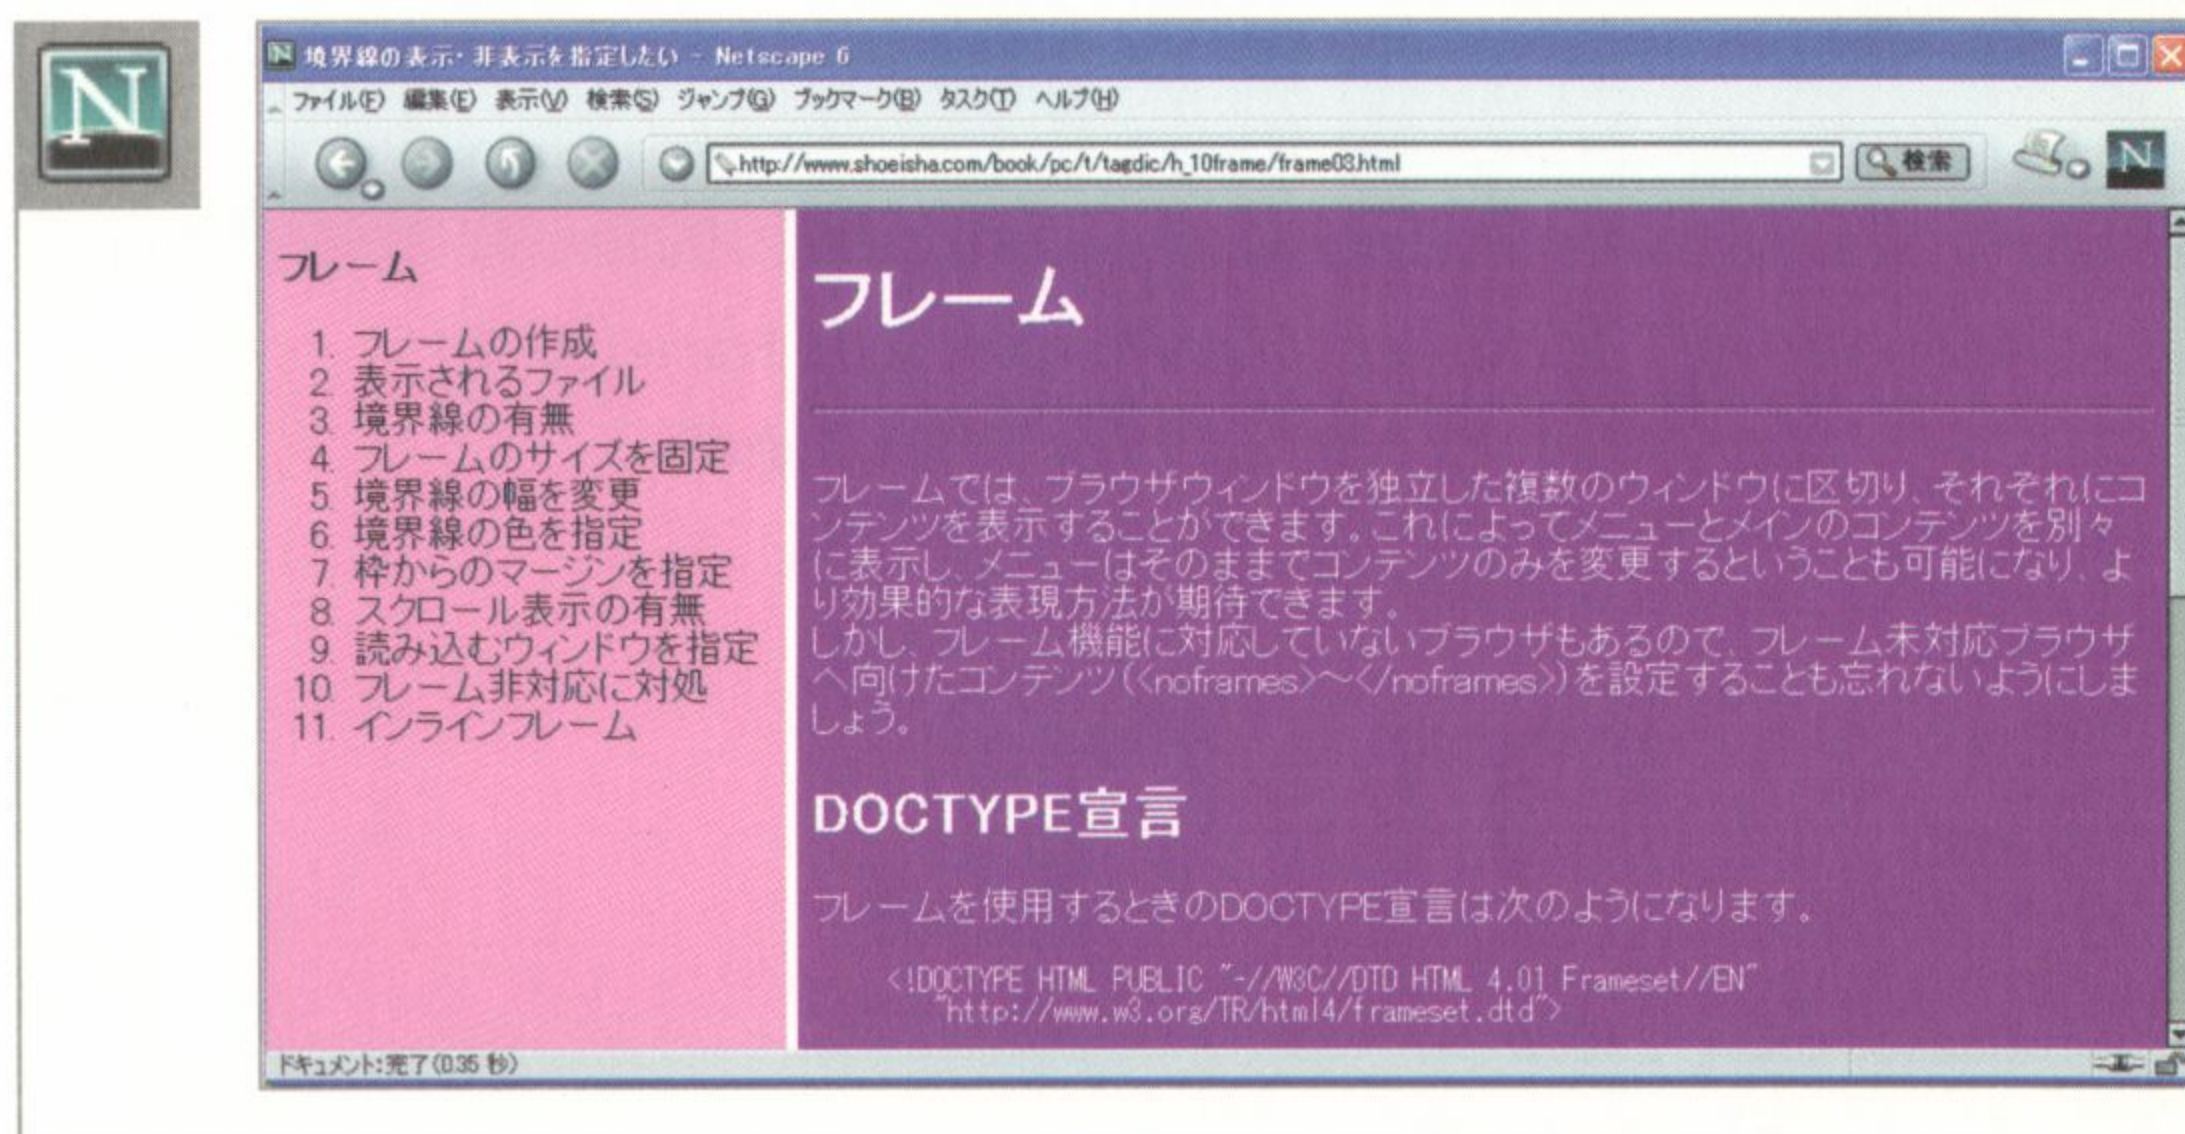 N
境界線の表示・非表示を指定したい - Netscape 6
ファイル(F) 編集(E) 表示(V) 検索(S) ジャンプ(G) ブックマーク(B) タスク(T) ヘルプ(H)
http://www.shoeisha.com/book/pc/t/tagdic/h_10frame/frame03.html
検索
N
フレーム
1. フレームの作成
2. 表示されるファイル
3. 境界線の有無
4. フレームのサイズを固定
5. 境界線の幅を変更
6. 境界線の色を指定
7. 枠からのマージンを指定
8. スクロール表示の有無
9. 読み込むウィンドウを指定
10. フレーム非対応に対処
11. インラインフレーム
フレーム
フレームでは、ブラウザウィンドウを独立した複数のウィンドウに区切り、それぞれにコ
ンテンツを表示することができます。これによってメニューとメインのコンテンツを別々
に表示し、メニューはそのままでコンテンツのみを変更するということも可能になり、よ
り効果的な表現方法が期待できます。
しかし、フレーム機能に対応していないブラウザもあるので、フレーム未対応ブラウザ
へ向けたコンテンツ(<noframes>～</noframes>)を設定することも忘れないようにしま
しょう。
DOCTYPE宣言
フレームを使用するときのDOCTYPE宣言は次のようになります。
<!DOCTYPE HTML PUBLIC "-//W3C//DTD HTML 4.01 Frameset//EN"
"http://www.w3.org/TR/html4/frameset.dtd">
ドキュメント:完了(0.35 秒)